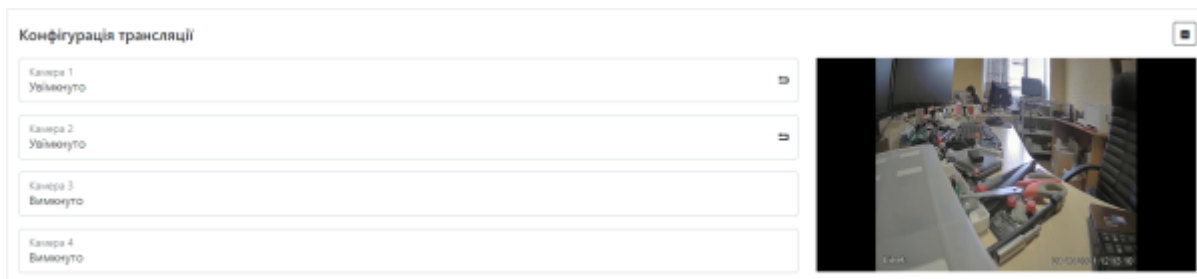 Конфігурація трансляції
Камера 1
Увімкнуто
Камера 2
Увімкнуто
Камера 3
Вимкнуто
Камера 4
Вимкнуто